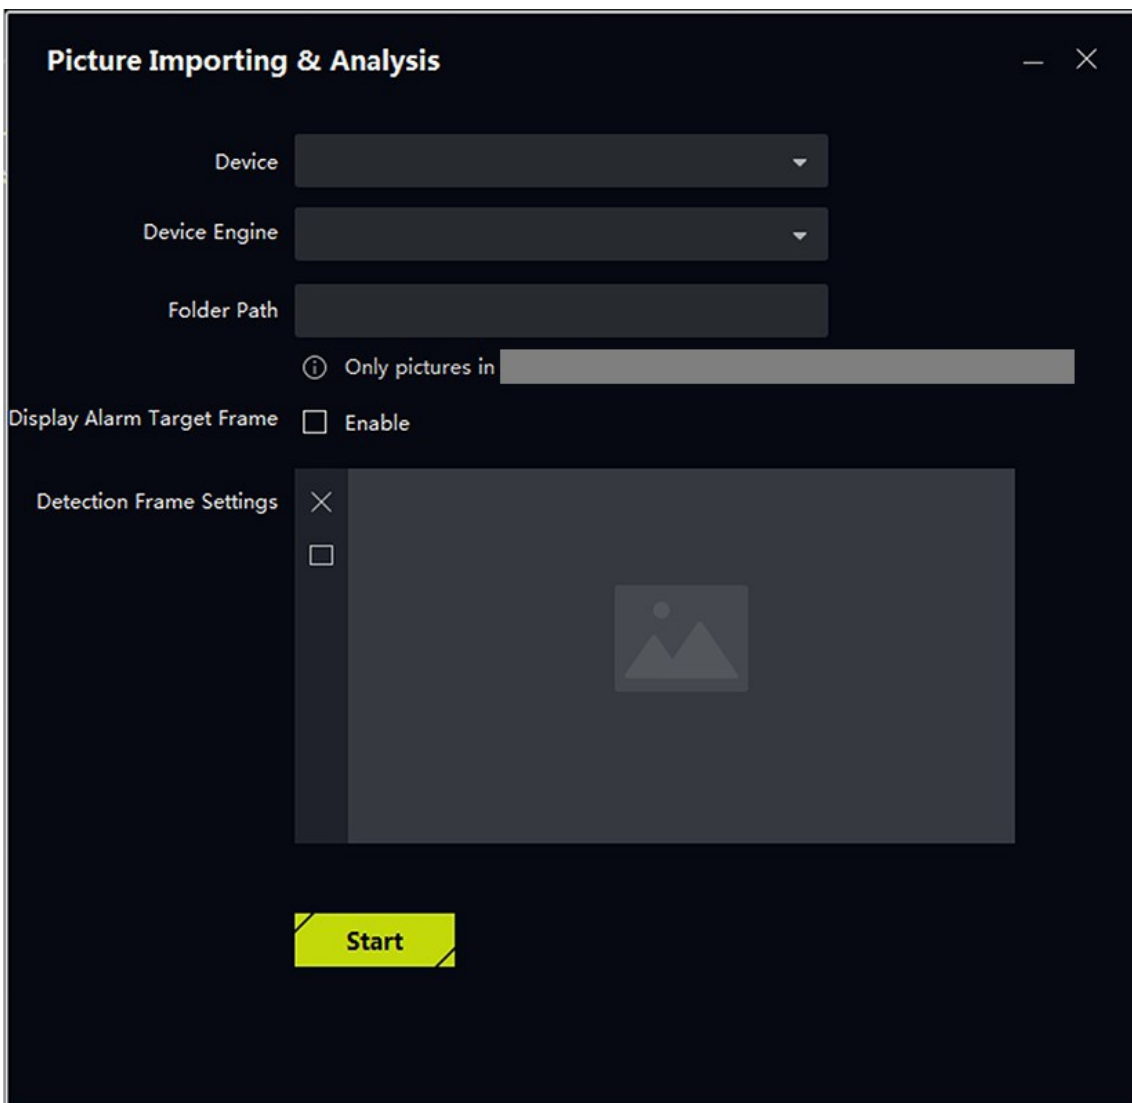 Picture Importing & Analysis
Device
Device Engine
Folder Path
Only pictures in
Display Alarm Target Frame
Enable
Detection Frame Settings
Start